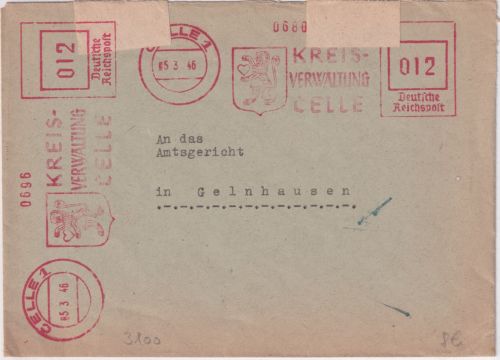 012
Deutsche
Reichspost
CELLE 1
05 3 46
KREIS-
VERWALTUNG
CELLE
012
Deutsche
Reichspost
0696
KREIS-
VERWALTUNG
CELLE
CELLE 1
05 3 46
An das
Amtsgericht
in Gelnhausen
3100
8€